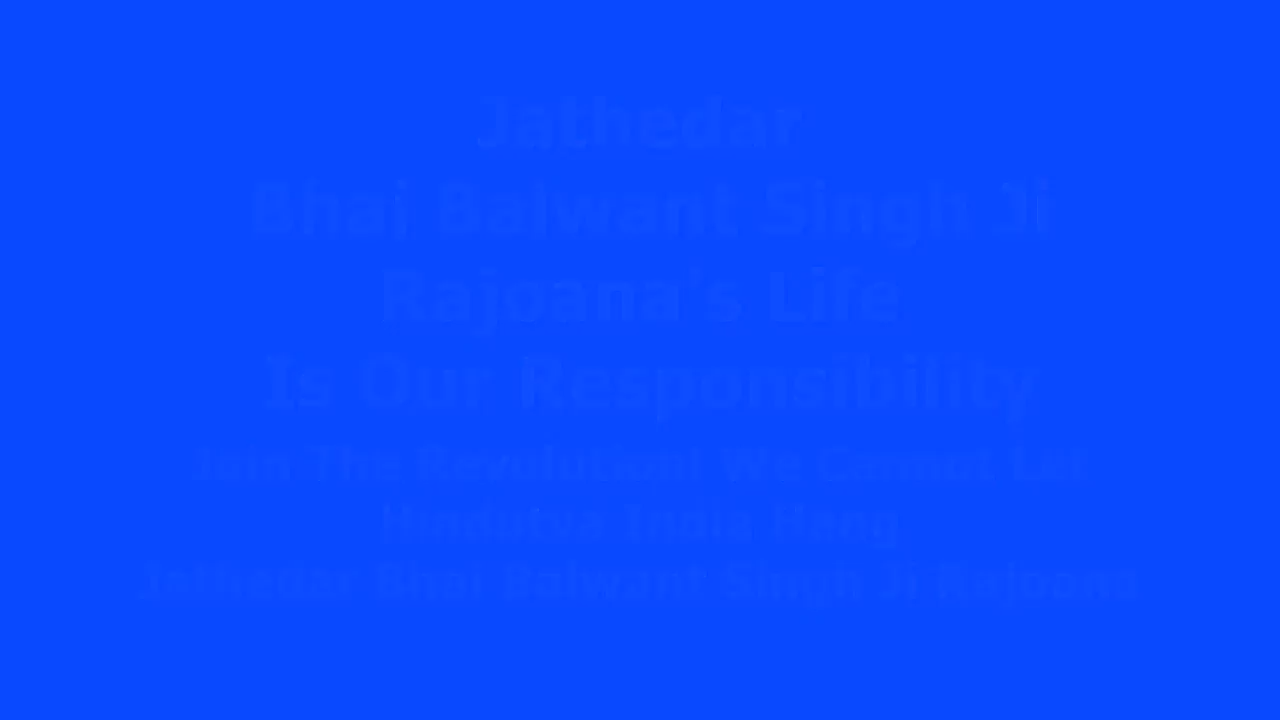 Jathedar
Bhai Balwant Singh Ji
Rajoana's Life
Is Our Responsibility
Join The Revolution! We Cannot Let
Hindutva India Hang
Jathedar Bhai Balwant Singh Ji Rajoana